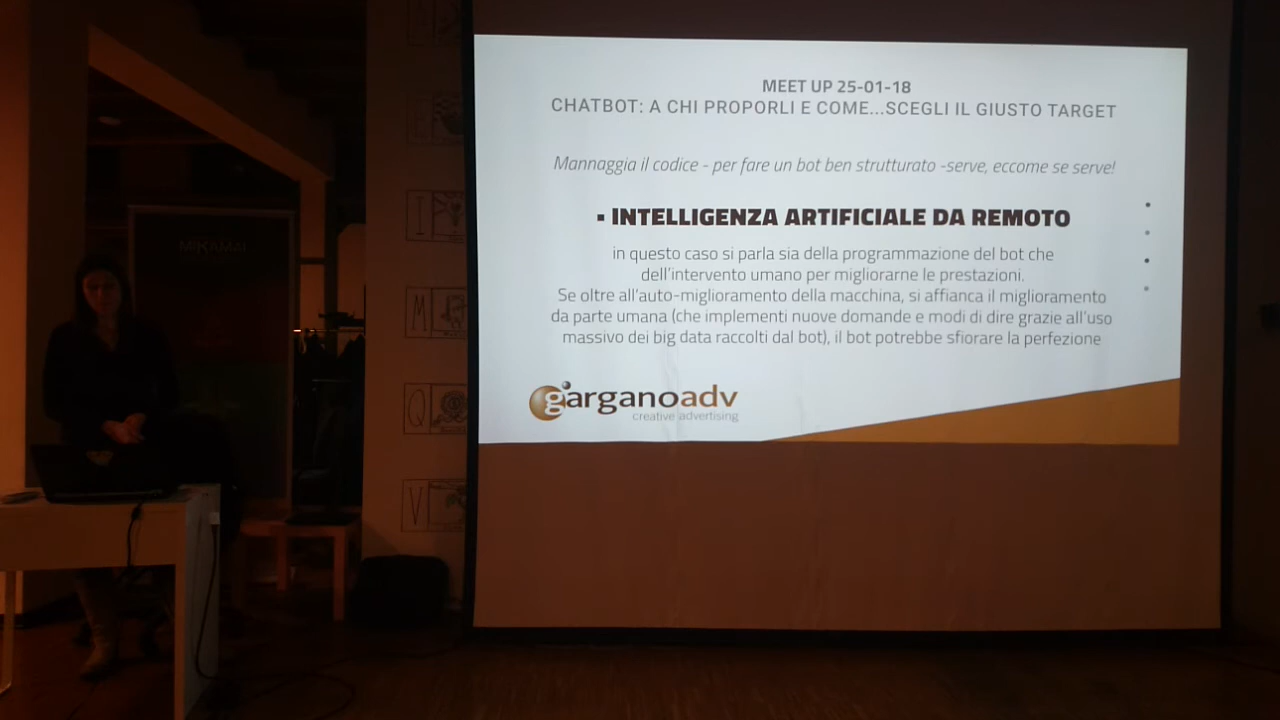 MEET UP 25-01-18
CHATBOT: A CHI PROPORLI E COME...SCEGLI IL GIUSTO TARGET
Mannaggia il codice - per fare un bot ben strutturato -serve, eccome se serve!
▪ INTELLIGENZA ARTIFICIALE DA REMOTO
in questo caso si parla sia della programmazione del bot che
dell'intervento umano per migliorarne le prestazioni.
Se oltre all'auto-miglioramento della macchina, si affianca il miglioramento
da parte umana (che implementi nuove domande e modi di dire grazie all'uso
massivo dei big data raccolti dal bot), il bot potrebbe sfiorare la perfezione
garganoadv
creative advertising
MIKAMAI
I
M
Q
V